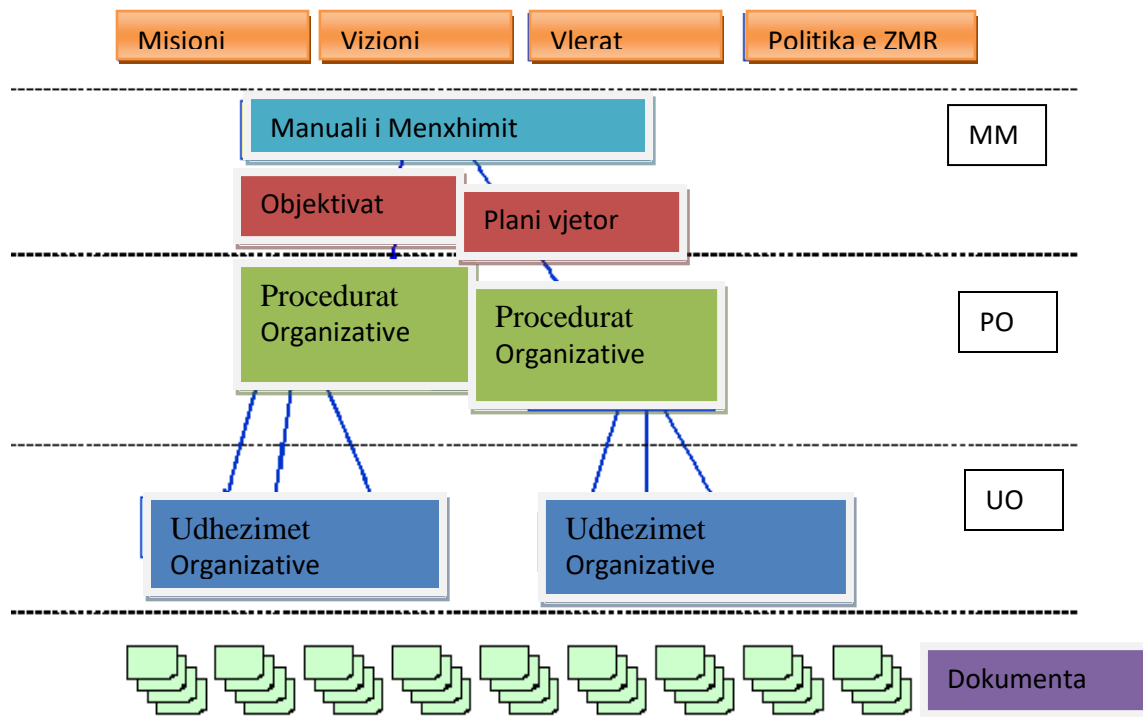 Misioni
Vizioni
Vlerat
Politika e ZMR
Manuali i Menxhimit
MM
Objektivat
Plani vjetor
Procedurat
Organizative
Procedurat
Organizative
PO
Udhezimet
Organizative
Udhezimet
Organizative
UO
Dokumenta